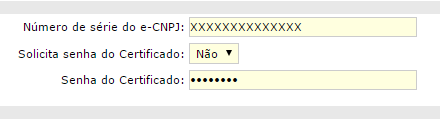 Número de série do e-CNPJ: XXXXXXXXXXXXXX
Solicita senha do Certificado: Não
Senha do Certificado: ••••••••